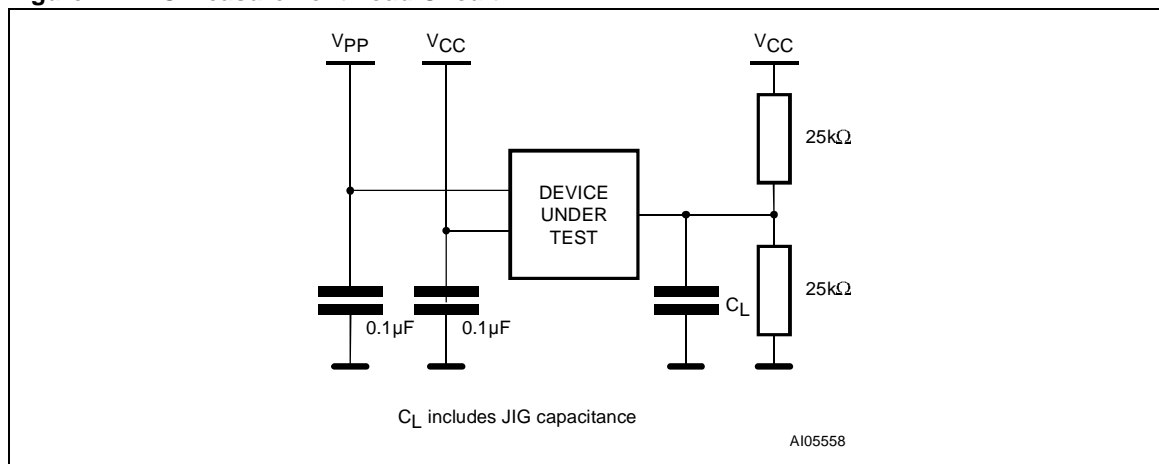 VPP
VCC
VCC
25kΩ
DEVICE
UNDER
TEST
25kΩ
CL
0.1µF
0.1µF
CL includes JIG capacitance
AI05558